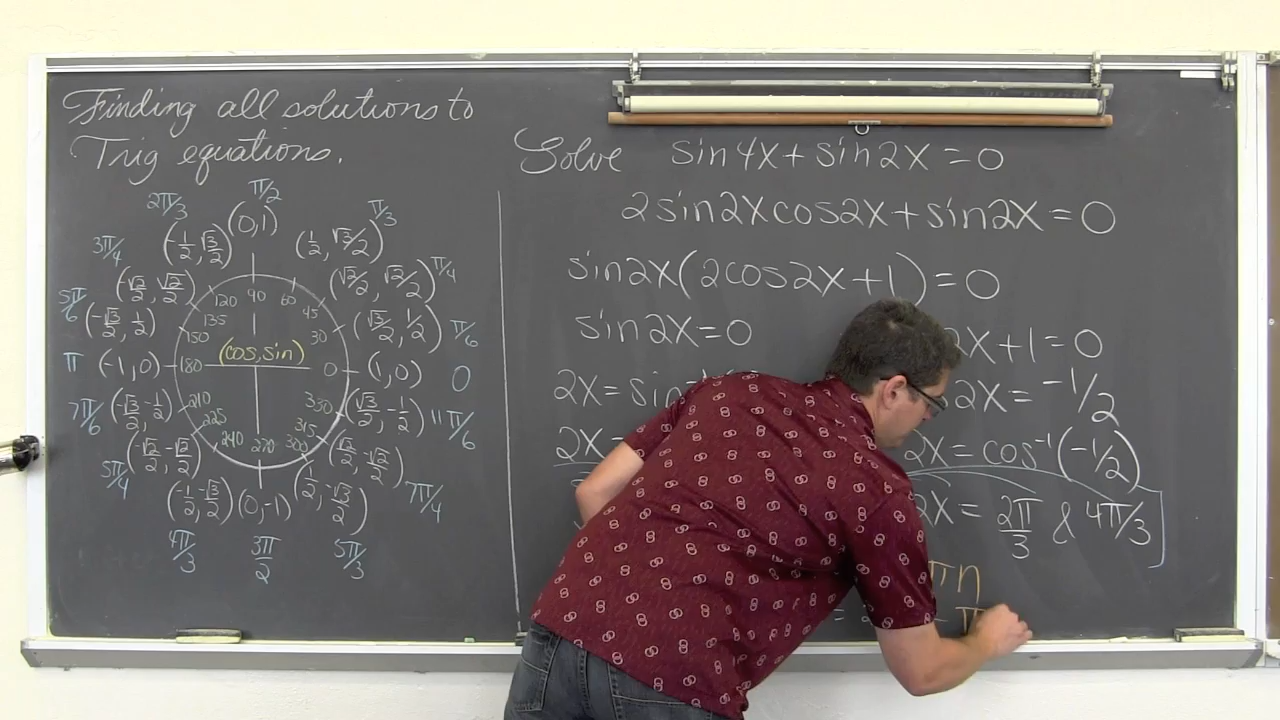 Finding all solutions to
Trig equations.
π/2
2π/3
π/3
(0,1)
(-1/2, √3/2)
(1/2, √3/2)
3π/4
π/4
(-√2/2, √2/2)
(√2/2, √2/2)
120 90 60
135
45
5π/6
(-√3/2, 1/2)
150
30
(√3/2, 1/2)
π/6
(cos, sin)
π
(-1,0)
180
0
(1,0)
0
7π/6
(-√3/2, -1/2)
210
330
(√3/2, -1/2)
11π/6
225
315
240 270 300
5π/4
(-√2/2, -√2/2)
(√2/2, -√2/2)
7π/4
(-1/2, -√3/2)
(0,-1)
(1/2, -√3/2)
4π/3
3π/2
5π/3
Solve sin4x + sin2x = 0
2sin2xcos2x + sin2x = 0
sin2x(2cos2x + 1) = 0
sin2x = 0
2x + 1 = 0
2x = sin
2x = -1/2
2x =
2x = cos⁻¹(-1/2)
2x = 2π/3 & 4π/3
πn
=
π